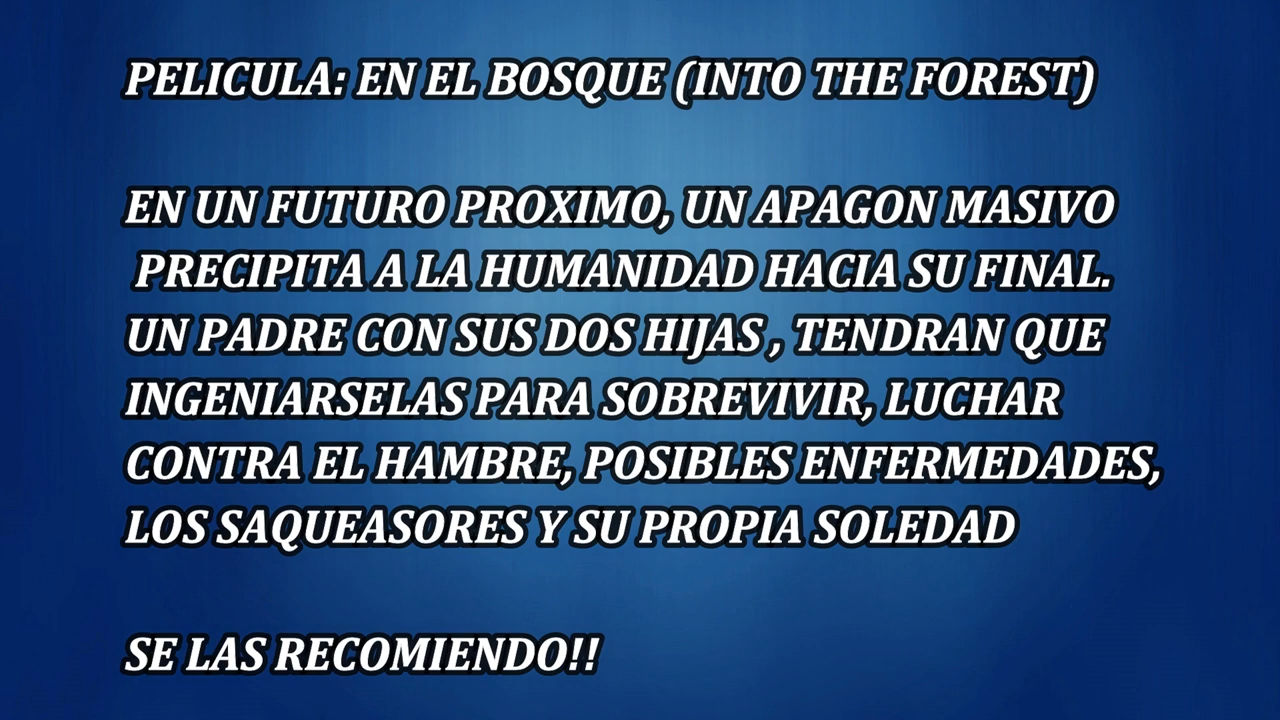 PELICULA: EN EL BOSQUE (INTO THE FOREST)
EN UN FUTURO PROXIMO, UN APAGON MASIVO
PRECIPITA A LA HUMANIDAD HACIA SU FINAL.
UN PADRE CON SUS DOS HIJAS , TENDRAN QUE
INGENIARSELAS PARA SOBREVIVIR, LUCHAR
CONTRA EL HAMBRE, POSIBLES ENFERMEDADES,
LOS SAQUEASORES Y SU PROPIA SOLEDAD
SE LAS RECOMIENDO!!